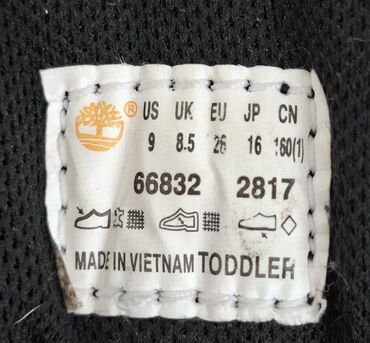 ® US UK EU JP CN
9 8.5 26 16 160(1)
66832 2817
MADE IN VIETNAM TODDLER